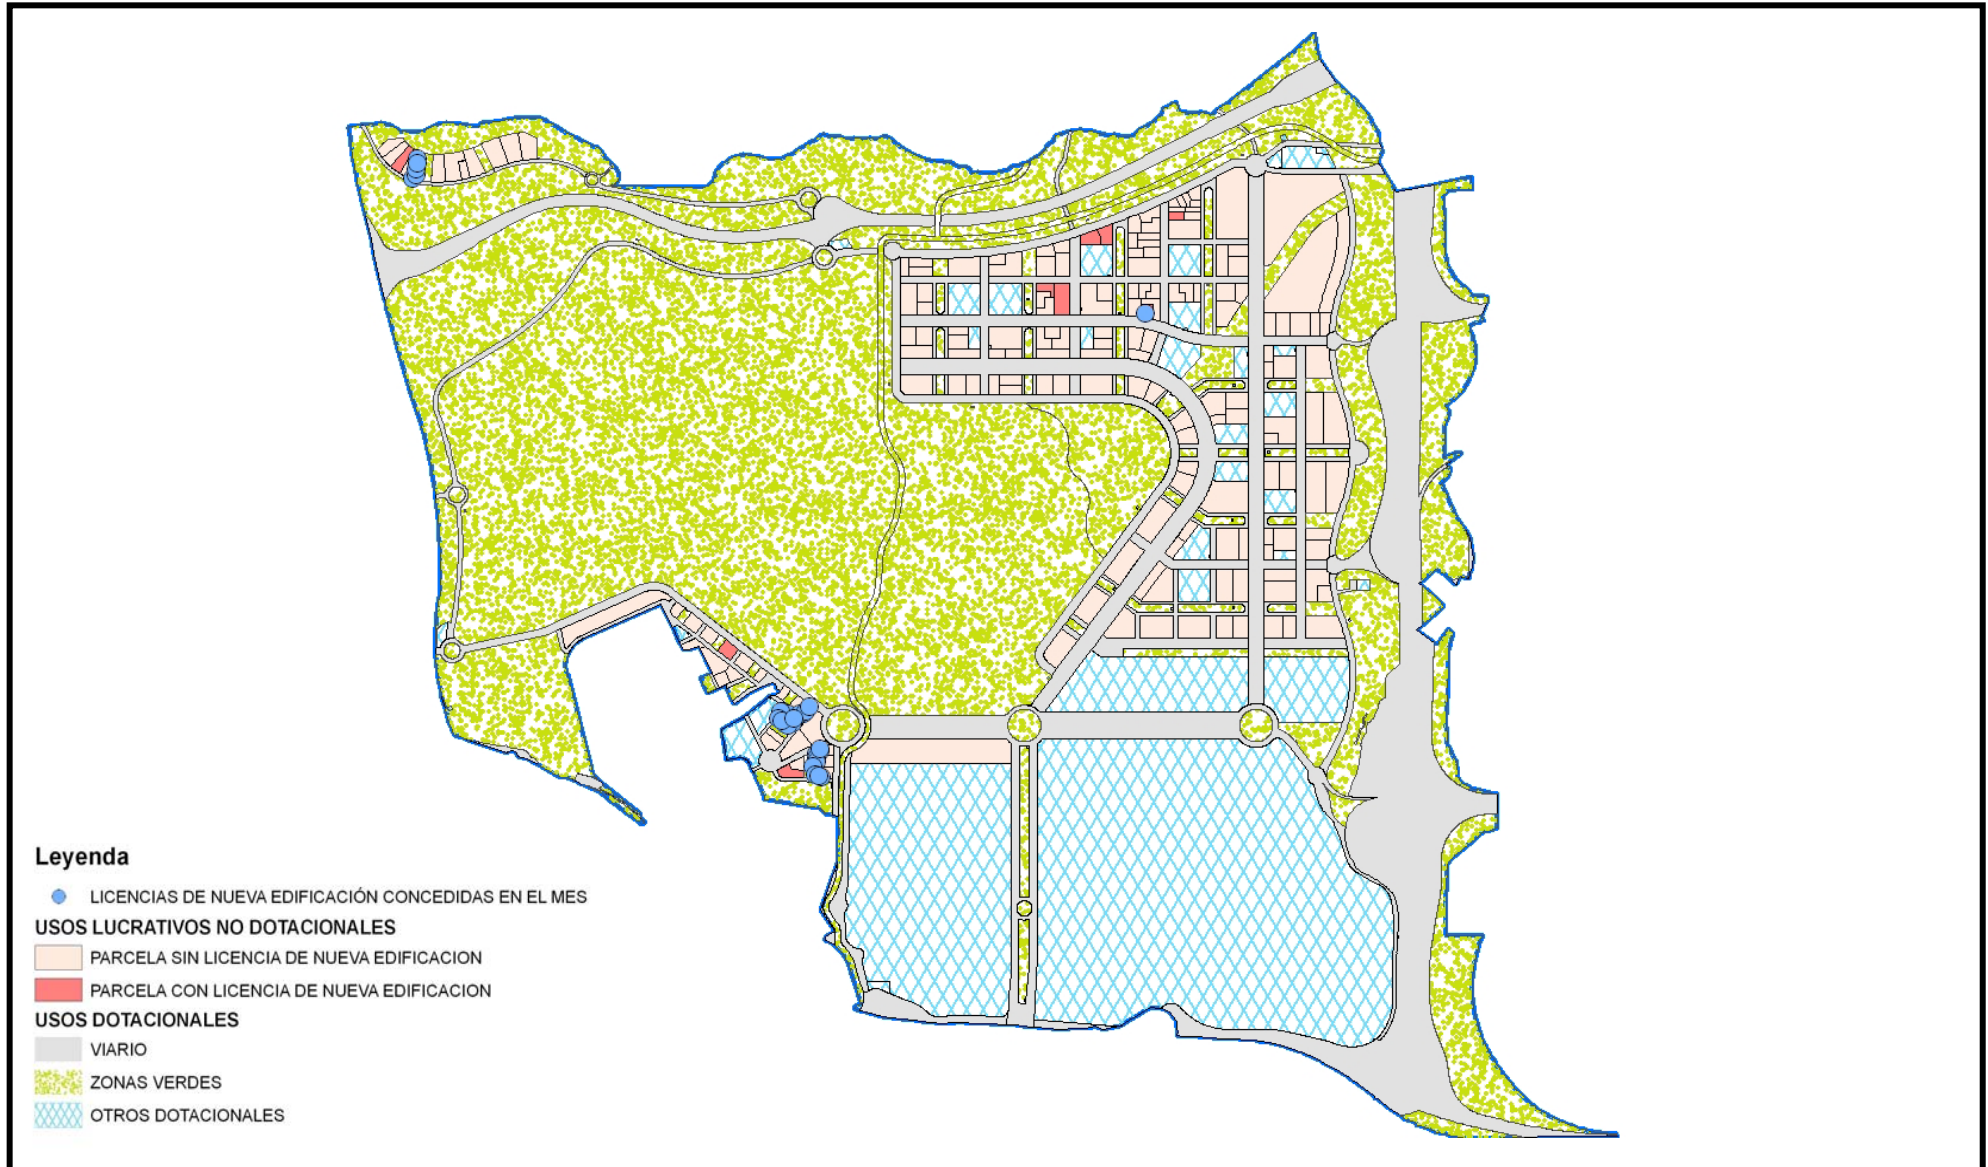 Leyenda
LICENCIAS DE NUEVA EDIFICACIÓN CONCEDIDAS EN EL MES
USOS LUCRATIVOS NO DOTACIONALES
PARCELA SIN LICENCIA DE NUEVA EDIFICACION
PARCELA CON LICENCIA DE NUEVA EDIFICACION
USOS DOTACIONALES
VIARIO
ZONAS VERDES
OTROS DOTACIONALES